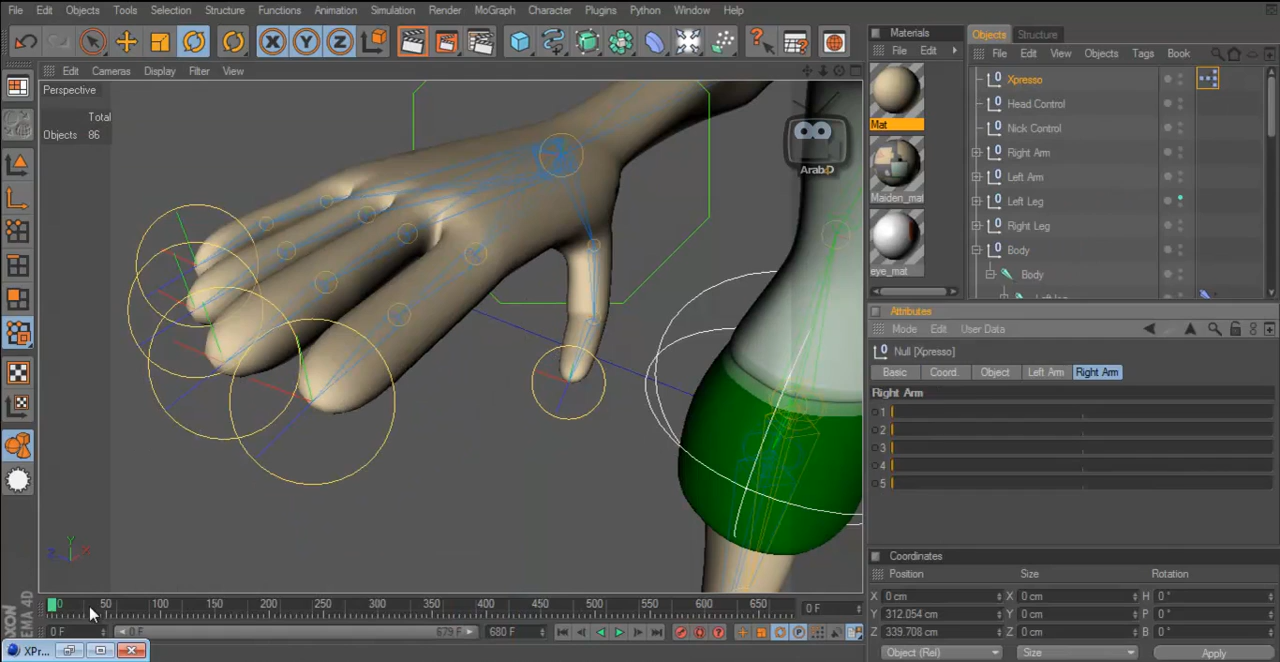 File Edit Objects Tools Selection Structure Functions Animation Simulation Render MoGraph Character Plugins Python Window Help
Edit Cameras Display Filter View
Perspective
Total
Objects 86
Arab4D
Materials
File Edit
Mat
Maiden_mat
eye_mat
Objects Structure
File Edit View Objects Tags Book
Xpresso
Head Control
Nick Control
Right Arm
Left Arm
Left Leg
Right Leg
Body
Body
Attributes
Mode Edit User Data
Null [Xpresso]
Basic Coord. Object Left Arm Right Arm
Right Arm
1
2
3
4
5
Coordinates
Position Size Rotation
X 0 cm X 0 cm H 0 °
Y 312.054 cm Y 0 cm P 0 °
Z 339.708 cm Z 0 cm B 0 °
Object (Rel) Size Apply
0 50 100 150 200 250 300 350 400 450 500 550 600 650 0 F
0 F 0 F 679 F 680 F
XPr...